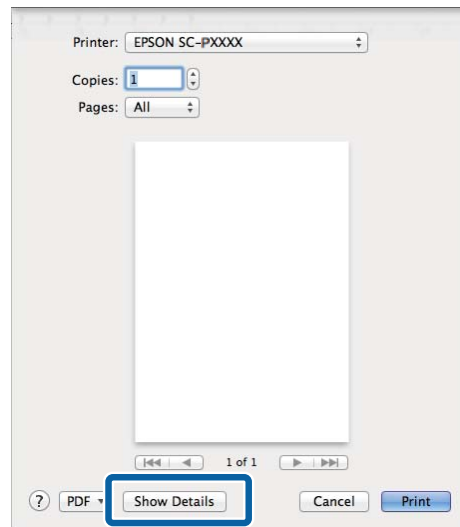 Printer: EPSON SC-PXXXX
Copies: 1
Pages: All
1 of 1
? PDF Show Details Cancel Print